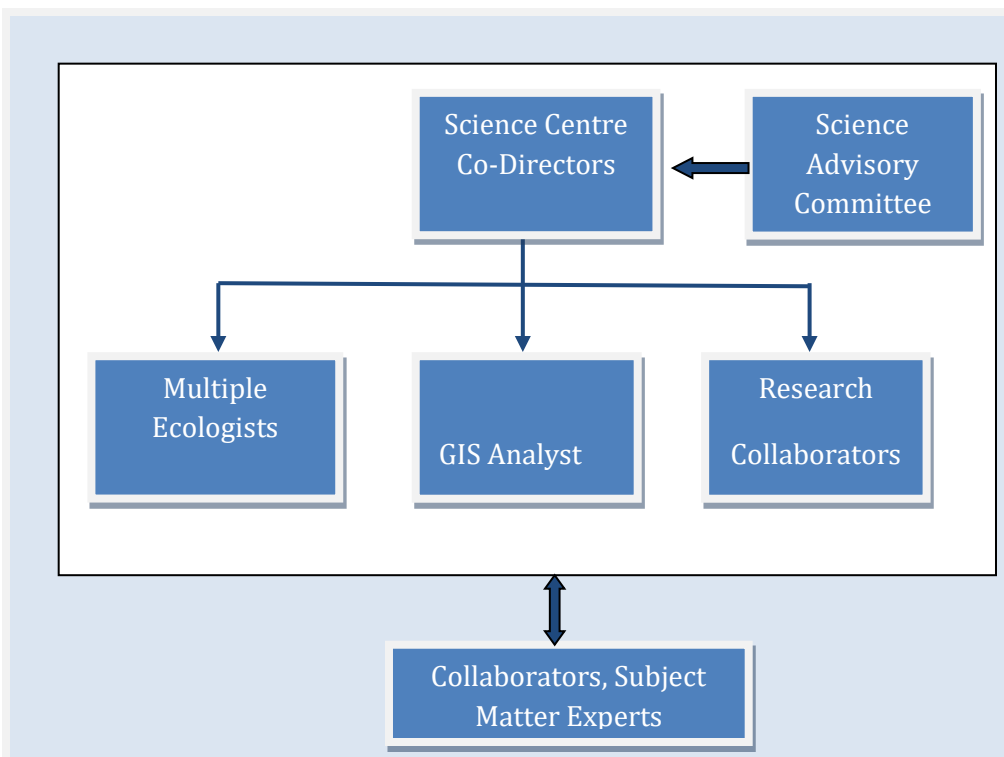 Science Centre
Co-Directors
Science
Advisory
Committee
Multiple
Ecologists
GIS Analyst
Research
Collaborators
Collaborators, Subject
Matter Experts